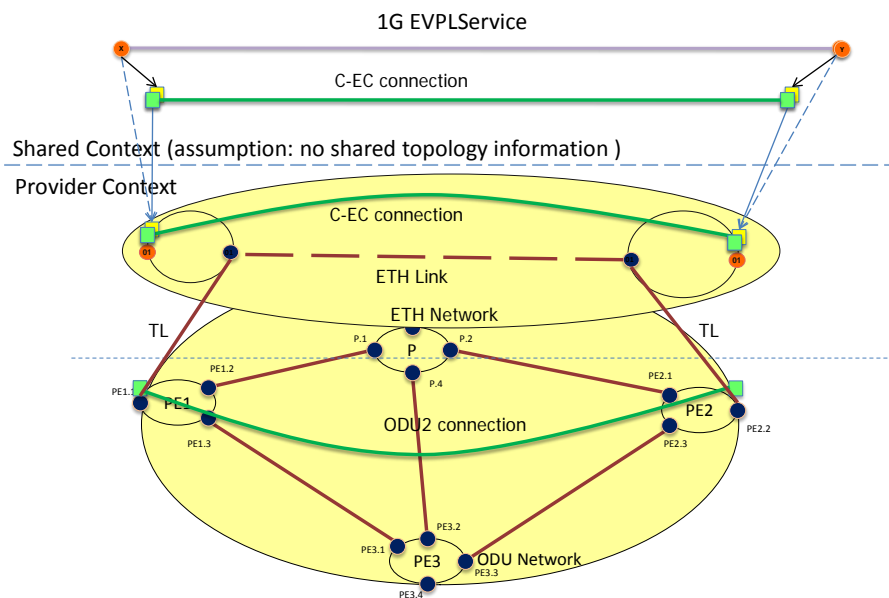 1G EVPLService
X
Y
C-EC connection
Shared Context (assumption: no shared topology information )
Provider Context
C-EC connection
01
01
ETH Link
ETH Network
TL
TL
P.1
P
P.2
PE1.2
P.4
PE2.1
PE1
PE2
PE1.3
ODU2 connection
PE2.3
PE2.2
PE3.2
PE3.1
PE3
ODU Network
PE3.3
PE3.4